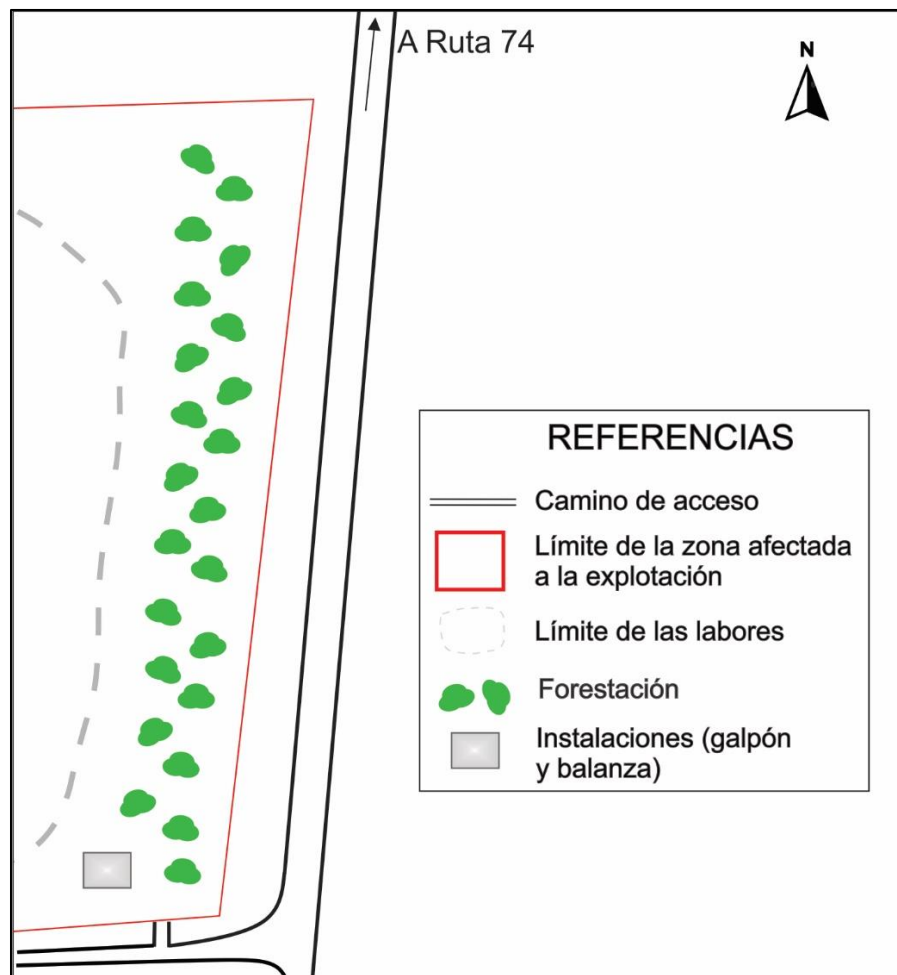 A Ruta 74
N
REFERENCIAS
Camino de acceso
Límite de la zona afectada
a la explotación
Límite de las labores
Forestación
Instalaciones (galpón
y balanza)